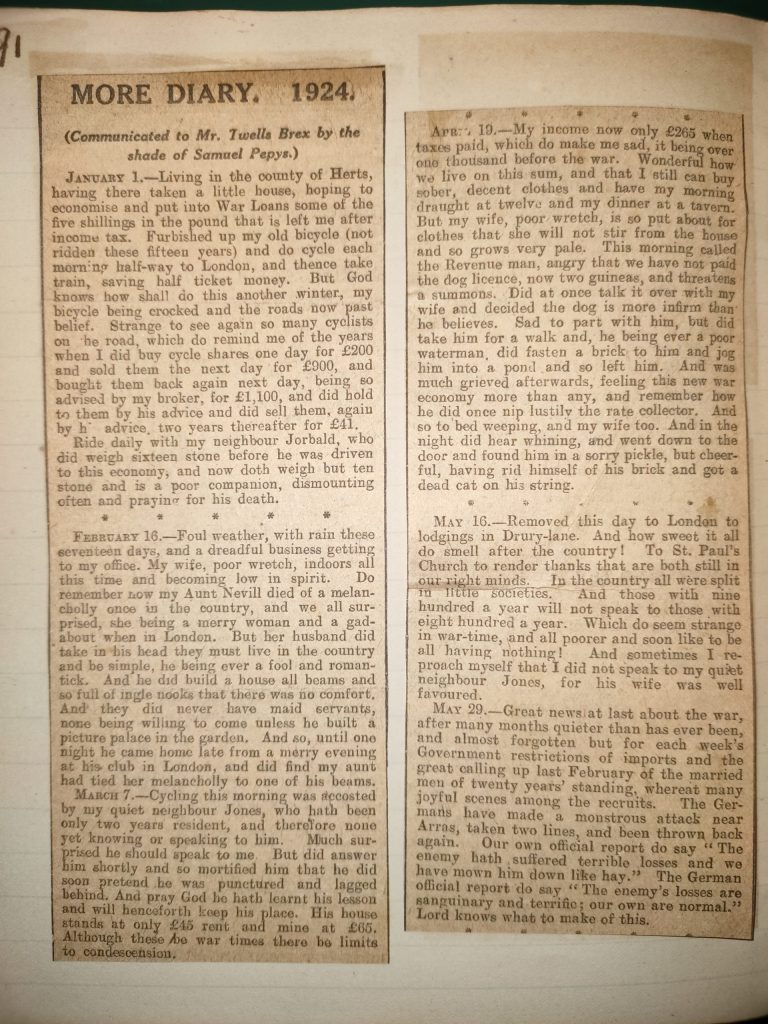 91
MORE DIARY. 1924.
(Communicated to Mr. Twells Brex by the
shade of Samuel Pepys.)
JANUARY 1.—Living in the county of Herts,
having there taken a little house, hoping to
economise and put into War Loans some of the
five shillings in the pound that is left me after
income tax. Furbished up my old bicycle (not
ridden these fifteen years) and do cycle each
morning half-way to London, and thence take
train, saving half ticket money. But God
knows how shall do this another winter, my
bicycle being crocked and the roads now past
belief. Strange to see again so many cyclists
on he road, which do remind me of the years
when I did buy cycle shares one day for £200
and sold them the next day for £900, and
bought them back again next day, being so
advised by my broker, for £1,100, and did hold
to them by his advice and did sell them, again
by h advice, two years thereafter for £41.
Ride daily with my neighbour Jorbald, who
did weigh sixteen stone before he was driven
to this economy, and now doth weigh but ten
stone and is a poor companion, dismounting
often and praying for his death.
* * * * *
FEBRUARY 16.—Foul weather, with rain these
seventeen days, and a dreadful business getting
to my office. My wife, poor wretch, indoors all
this time and becoming low in spirit. Do
remember now my Aunt Nevill died of a melan-
cholly once in the country, and we all sur-
prised, she being a merry woman and a gad-
about when in London. But her husband did
take in his head they must live in the country
and be simple, he being ever a fool and roman-
tick. And he did build a house all beams and
so full of ingle nooks that there was no comfort.
And they did never have maid servants,
none being willing to come unless he built a
picture palace in the garden. And so, until one
night he came home late from a merry evening
at his club in London, and did find my aunt
had tied her melancholly to one of his beams.
MARCH 7.—Cycling this morning was accosted
by my quiet neighbour Jones, who hath been
only two years resident, and therefore none
yet knowing or speaking to him. Much sur-
prised he should speak to me. But did answer
him shortly and so mortified him that he did
soon pretend he was punctured and lagged
behind. And pray God he hath learnt his lesson
and will henceforth keep his place. His house
stands at only £45 rent and mine at £65.
Although these be war times there be limits
to condescension.
* * * * *
APRIL 19.—My income now only £265 when
taxes paid, which do make me sad, it being over
one thousand before the war. Wonderful how
we live on this sum, and that I still can buy
sober, decent clothes and have my morning
draught at twelve and my dinner at a tavern.
But my wife, poor wretch, is so put about for
clothes that she will not stir from the house
and so grows very pale. This morning called
the Revenue man, angry that we have not paid
the dog licence, now two guineas, and threatens
a summons. Did at once talk it over with my
wife and decided the dog is more infirm than
he believes. Sad to part with him, but did
take him for a walk and, he being ever a poor
waterman, did fasten a brick to him and jog
him into a pond and so left him. And was
much grieved afterwards, feeling this new war
economy more than any, and remember how
he did once nip lustily the rate collector. And
so to bed weeping, and my wife too. And in the
night did hear whining, and went down to the
door and found him in a sorry pickle, but cheer-
ful, having rid himself of his brick and got a
dead cat on his string.
* * * * *
MAY 16.—Removed this day to London to
lodgings in Drury-lane. And how sweet it all
do smell after the country! To St. Paul's
Church to render thanks that are both still in
our right minds. In the country all were split
in little societies. And those with nine
hundred a year will not speak to those with
eight hundred a year. Which do seem strange
in war-time, and all poorer and soon like to be
all having nothing! And sometimes I re-
proach myself that I did not speak to my quiet
neighbour Jones, for his wife was well
favoured.
MAY 29.—Great news at last about the war,
after many months quieter than has ever been,
and almost forgotten but for each week's
Government restrictions of imports and the
great calling up last February of the married
men of twenty years' standing, whereat many
joyful scenes among the recruits. The Ger-
mans have made a monstrous attack near
Arras, taken two lines, and been thrown back
again. Our own official report do say "The
enemy hath suffered terrible losses and we
have mown him down like hay." The German
official report do say "The enemy's losses are
sanguinary and terrific; our own are normal."
Lord knows what to make of this.
* * * * *